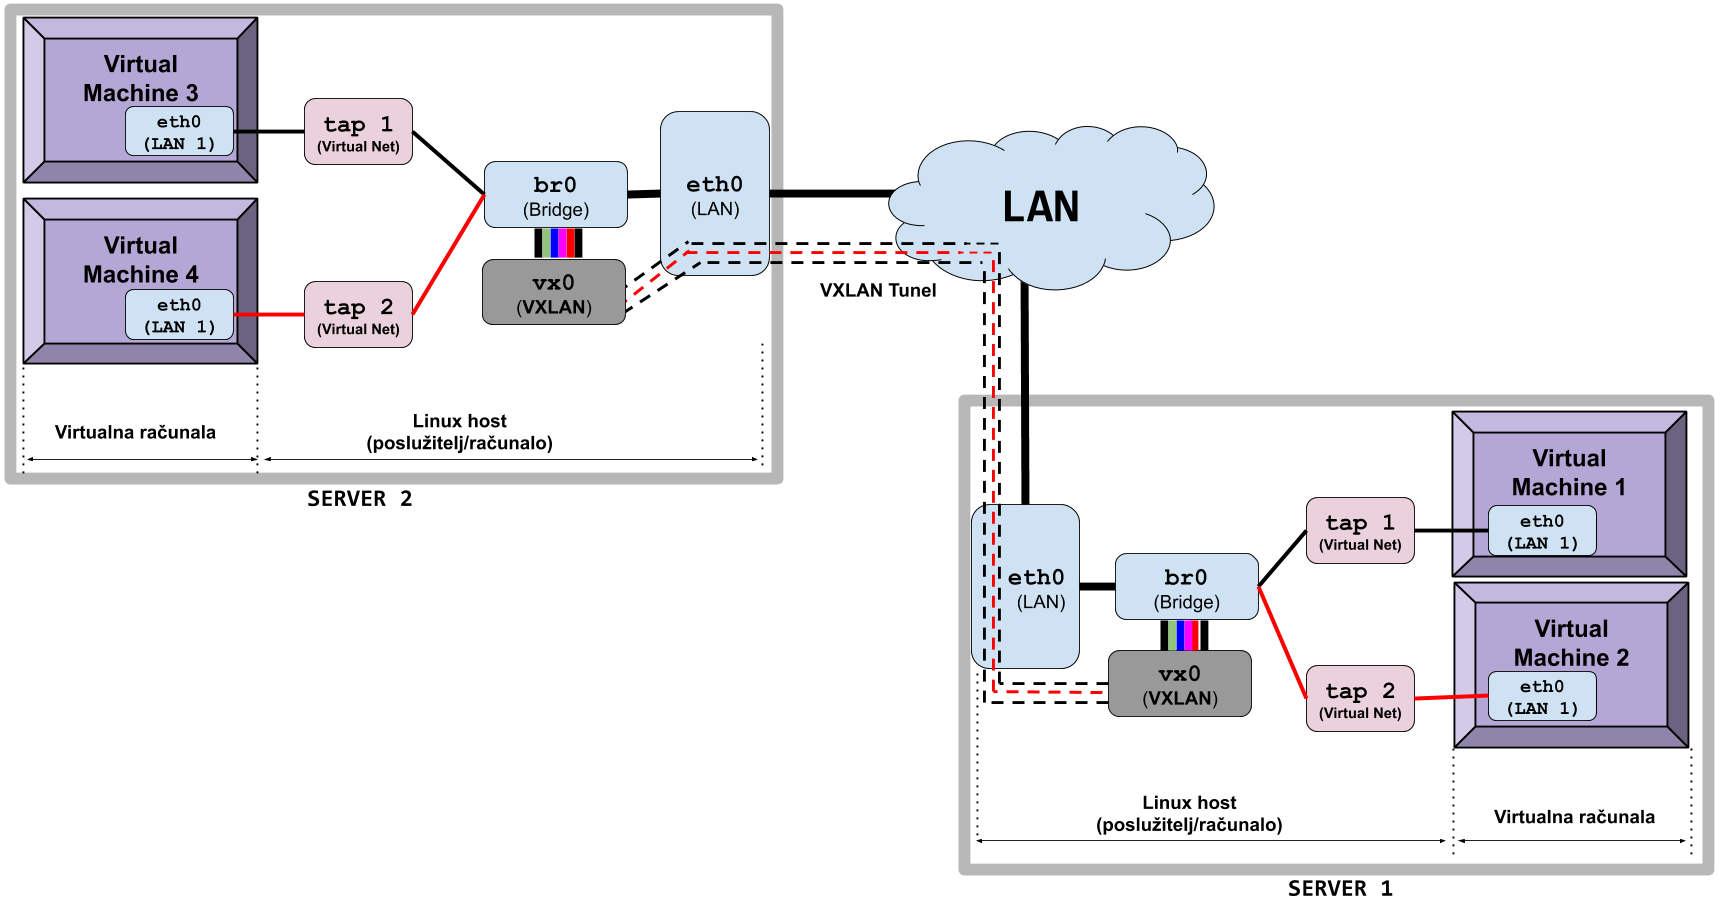 Virtual
Machine 3
eth0
(LAN 1)
tap 1
(Virtual Net)
Virtual
Machine 4
eth0
(LAN 1)
tap 2
(Virtual Net)
br0
(Bridge)
vx0
(VXLAN)
eth0
(LAN)
LAN
VXLAN Tunel
Virtualna računala
Linux host
(poslužitelj/računalo)
SERVER 2
eth0
(LAN)
br0
(Bridge)
vx0
(VXLAN)
tap 1
(Virtual Net)
Virtual
Machine 1
eth0
(LAN 1)
tap 2
(Virtual Net)
Virtual
Machine 2
eth0
(LAN 1)
Linux host
(poslužitelj/računalo)
Virtualna računala
SERVER 1